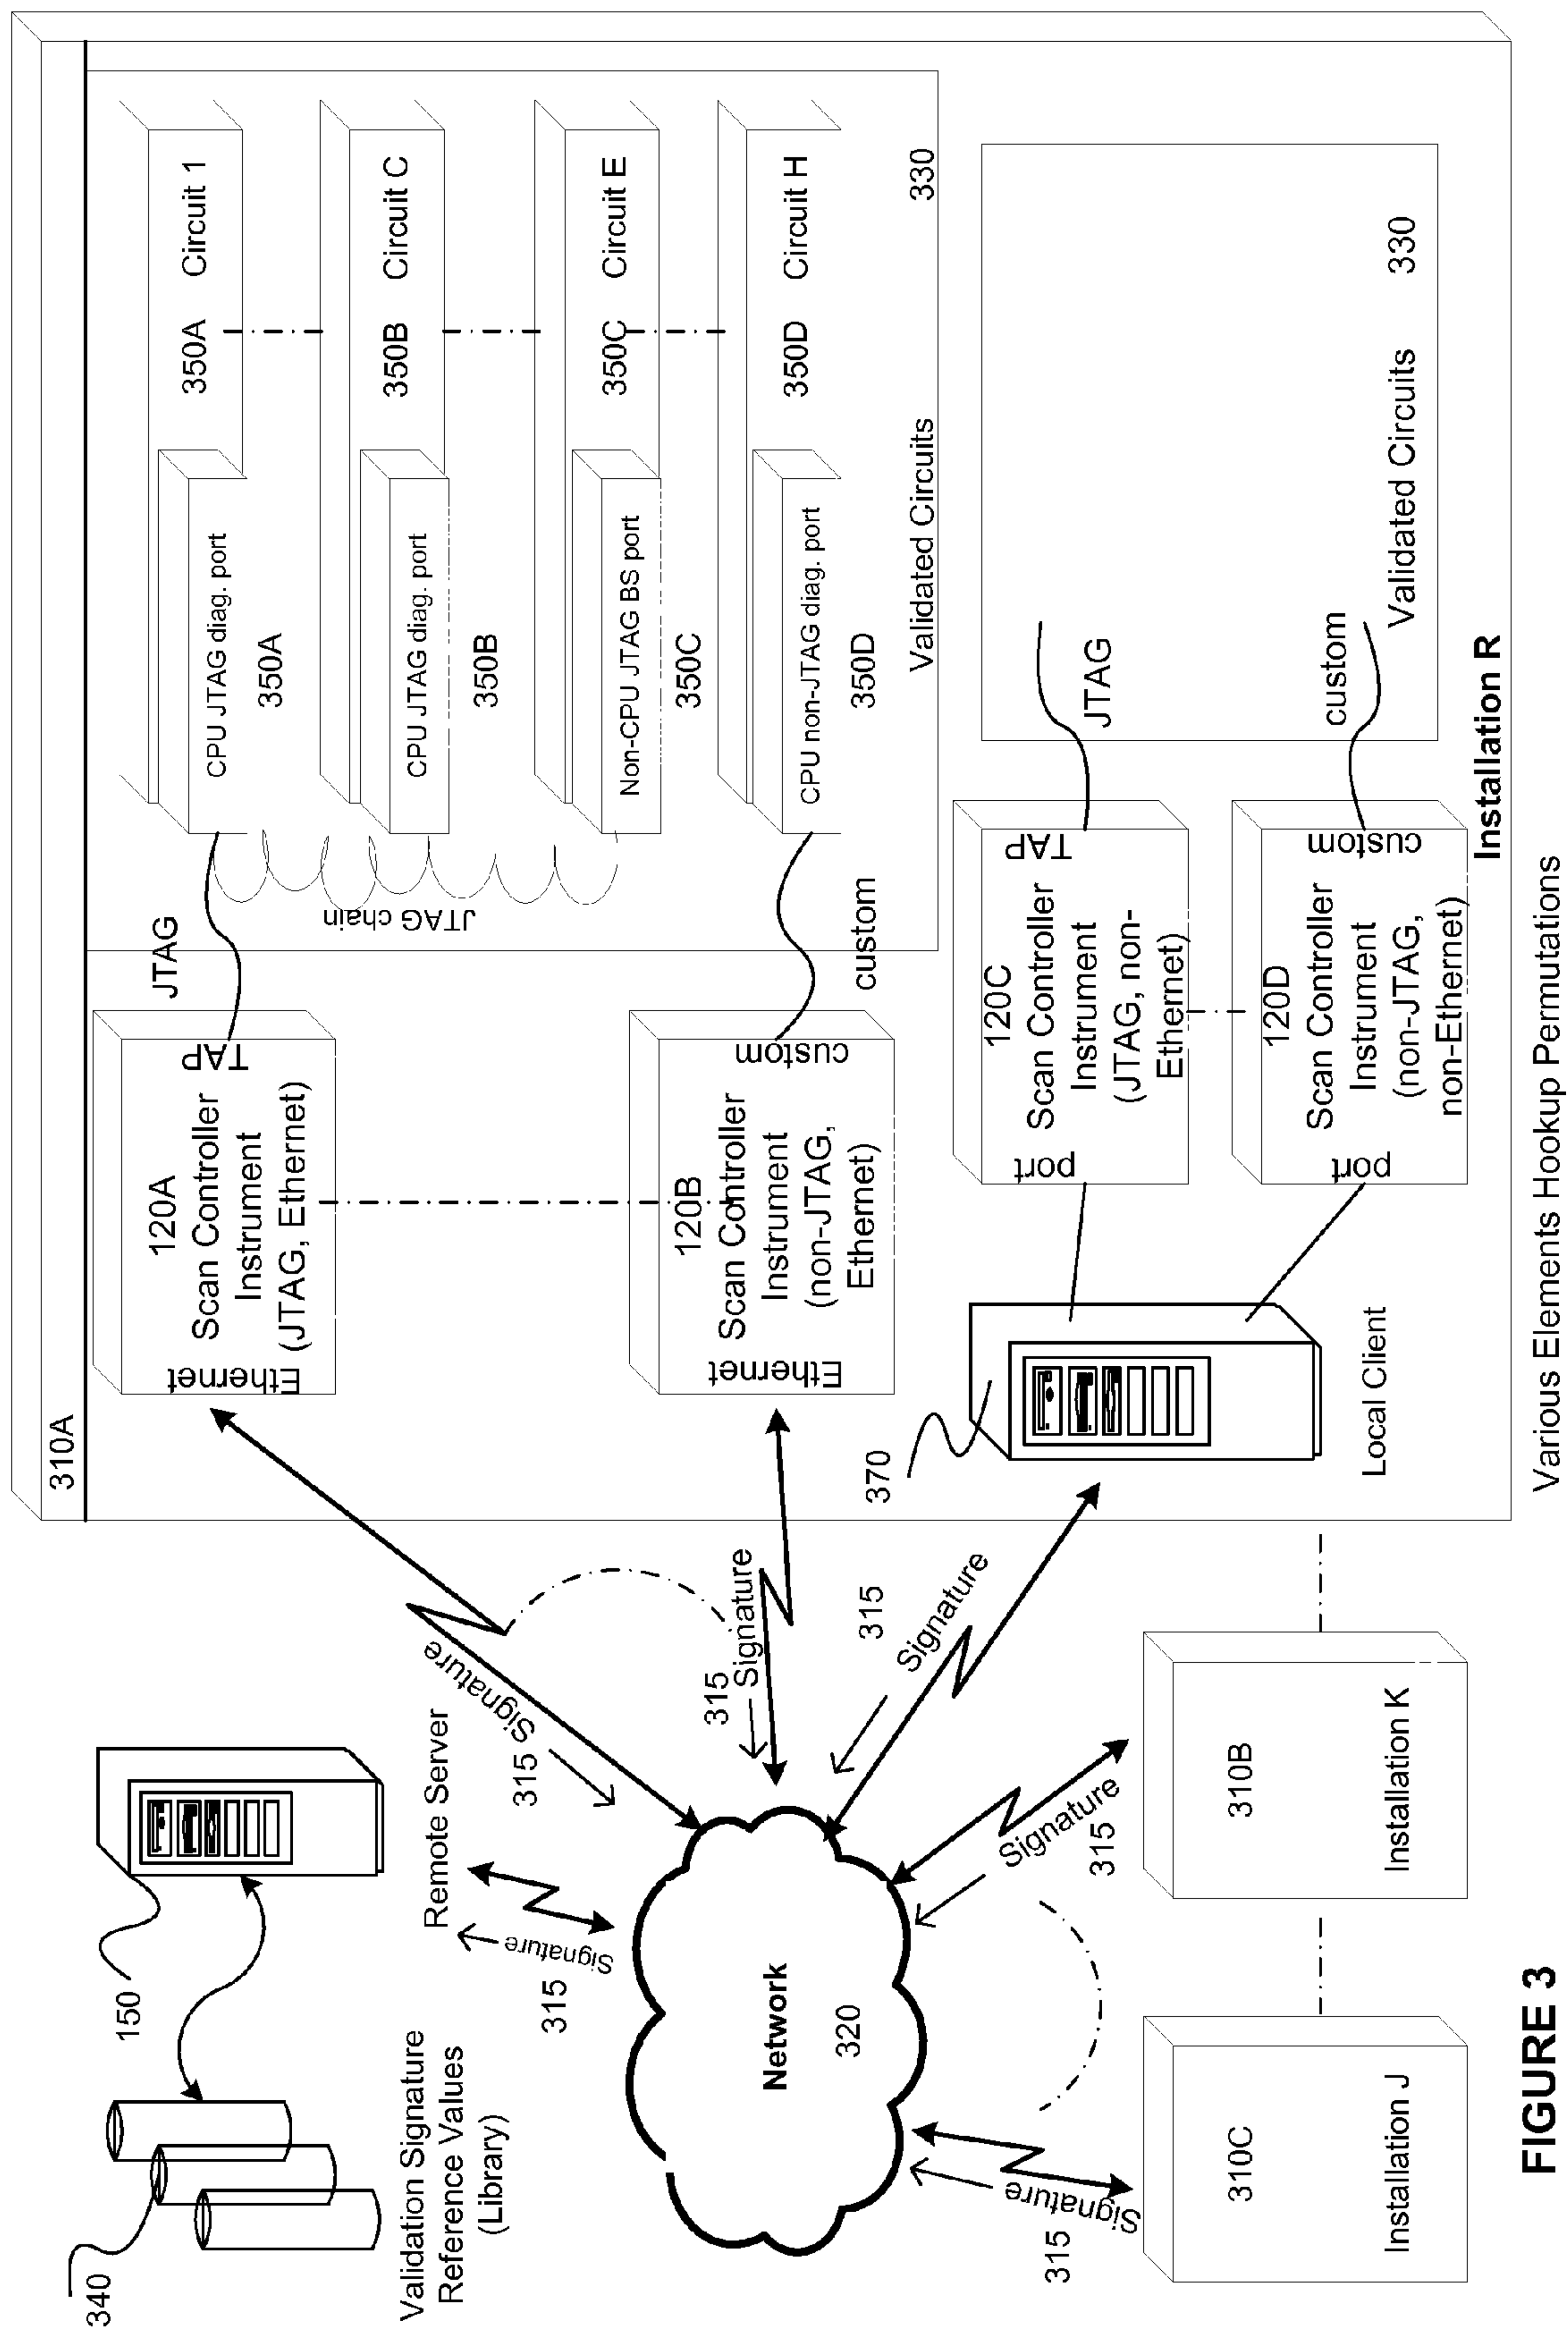 340
Validation Signature
Reference Values
(Library)
150
Remote Server
315
Signature
Network
320
315
Signature
315
Signature
315
Signature
315
Signature
315
Signature
310C
Installation J
310B
Installation K
310A
120A
Scan Controller
Instrument
(JTAG, Ethernet)
Ethernet
TAP
JTAG
120B
Scan Controller
Instrument
(non-JTAG,
Ethernet)
Ethernet
custom
custom
JTAG chain
CPU JTAG diag. port
350A
350A
Circuit 1
CPU JTAG diag. port
350B
350B
Circuit C
Non-CPU JTAG BS port
350C
350C
Circuit E
CPU non-JTAG diag. port
350D
350D
Circuit H
Validated Circuits
330
370
Local Client
120C
Scan Controller
Instrument
(JTAG, non-
Ethernet)
port
TAP
JTAG
120D
Scan Controller
Instrument
(non-JTAG,
non-Ethernet)
port
custom
custom
Validated Circuits
330
Installation R
Various Elements Hookup Permutations
FIGURE 3